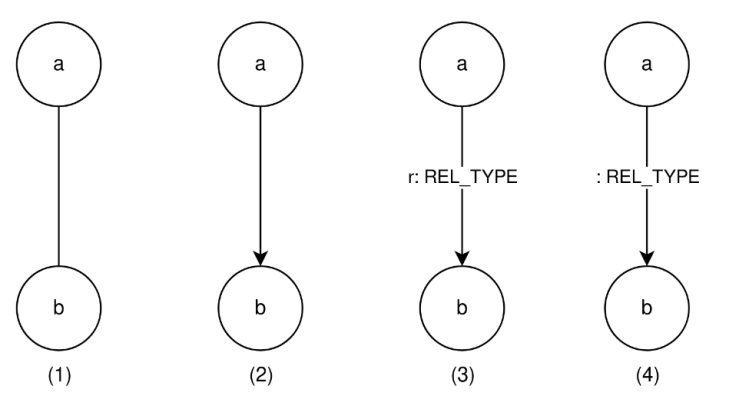 a a a a
r: REL_TYPE : REL_TYPE
b b b b
(1) (2) (3) (4)